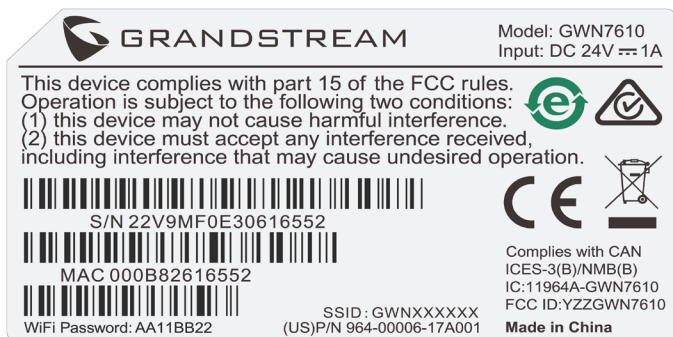 GRANDSTREAM
Model: GWN7610
Input: DC 24V ⎓ 1A
This device complies with part 15 of the FCC rules.
Operation is subject to the following two conditions:
(1) this device may not cause harmful interference.
(2) this device must accept any interference received,
including interference that may cause undesired operation.
e
CE
S/N 22V9MF0E30616552
MAC 000B82616552
WiFi Password: AA11BB22
SSID: GWNXXXXXX
(US)P/N 964-00006-17A001
Complies with CAN
ICES-3(B)/NMB(B)
IC:11964A-GWN7610
FCC ID:YZZGWN7610
Made in China